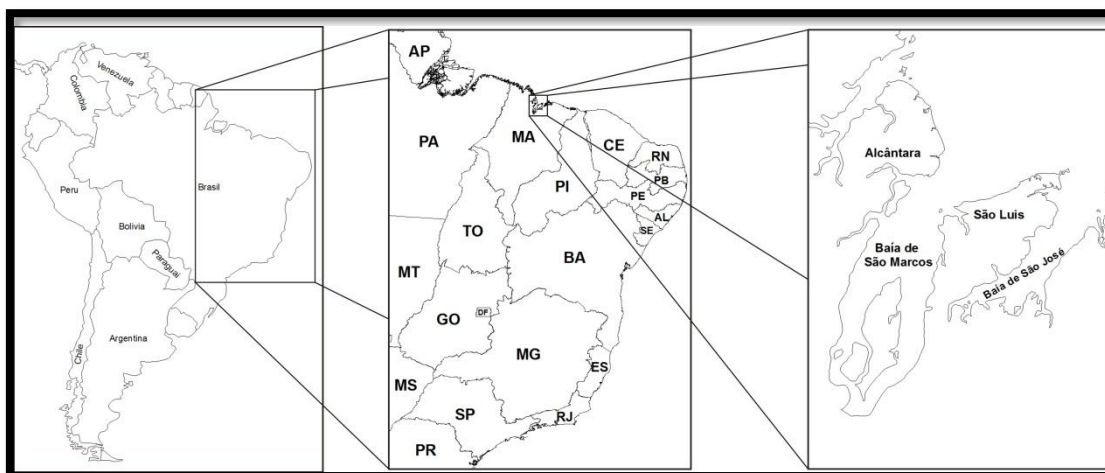 Venezuela
Colombia
Peru
Brasil
Bolivia
Paraguai
Argentina
Chile
AP
PA
MA
CE
RN
PB
PI
PE
AL
SE
TO
BA
MT
GO
DF
MG
ES
MS
SP
RJ
PR
Alcântara
São Luis
Baía de
São Marcos
Baía de São José